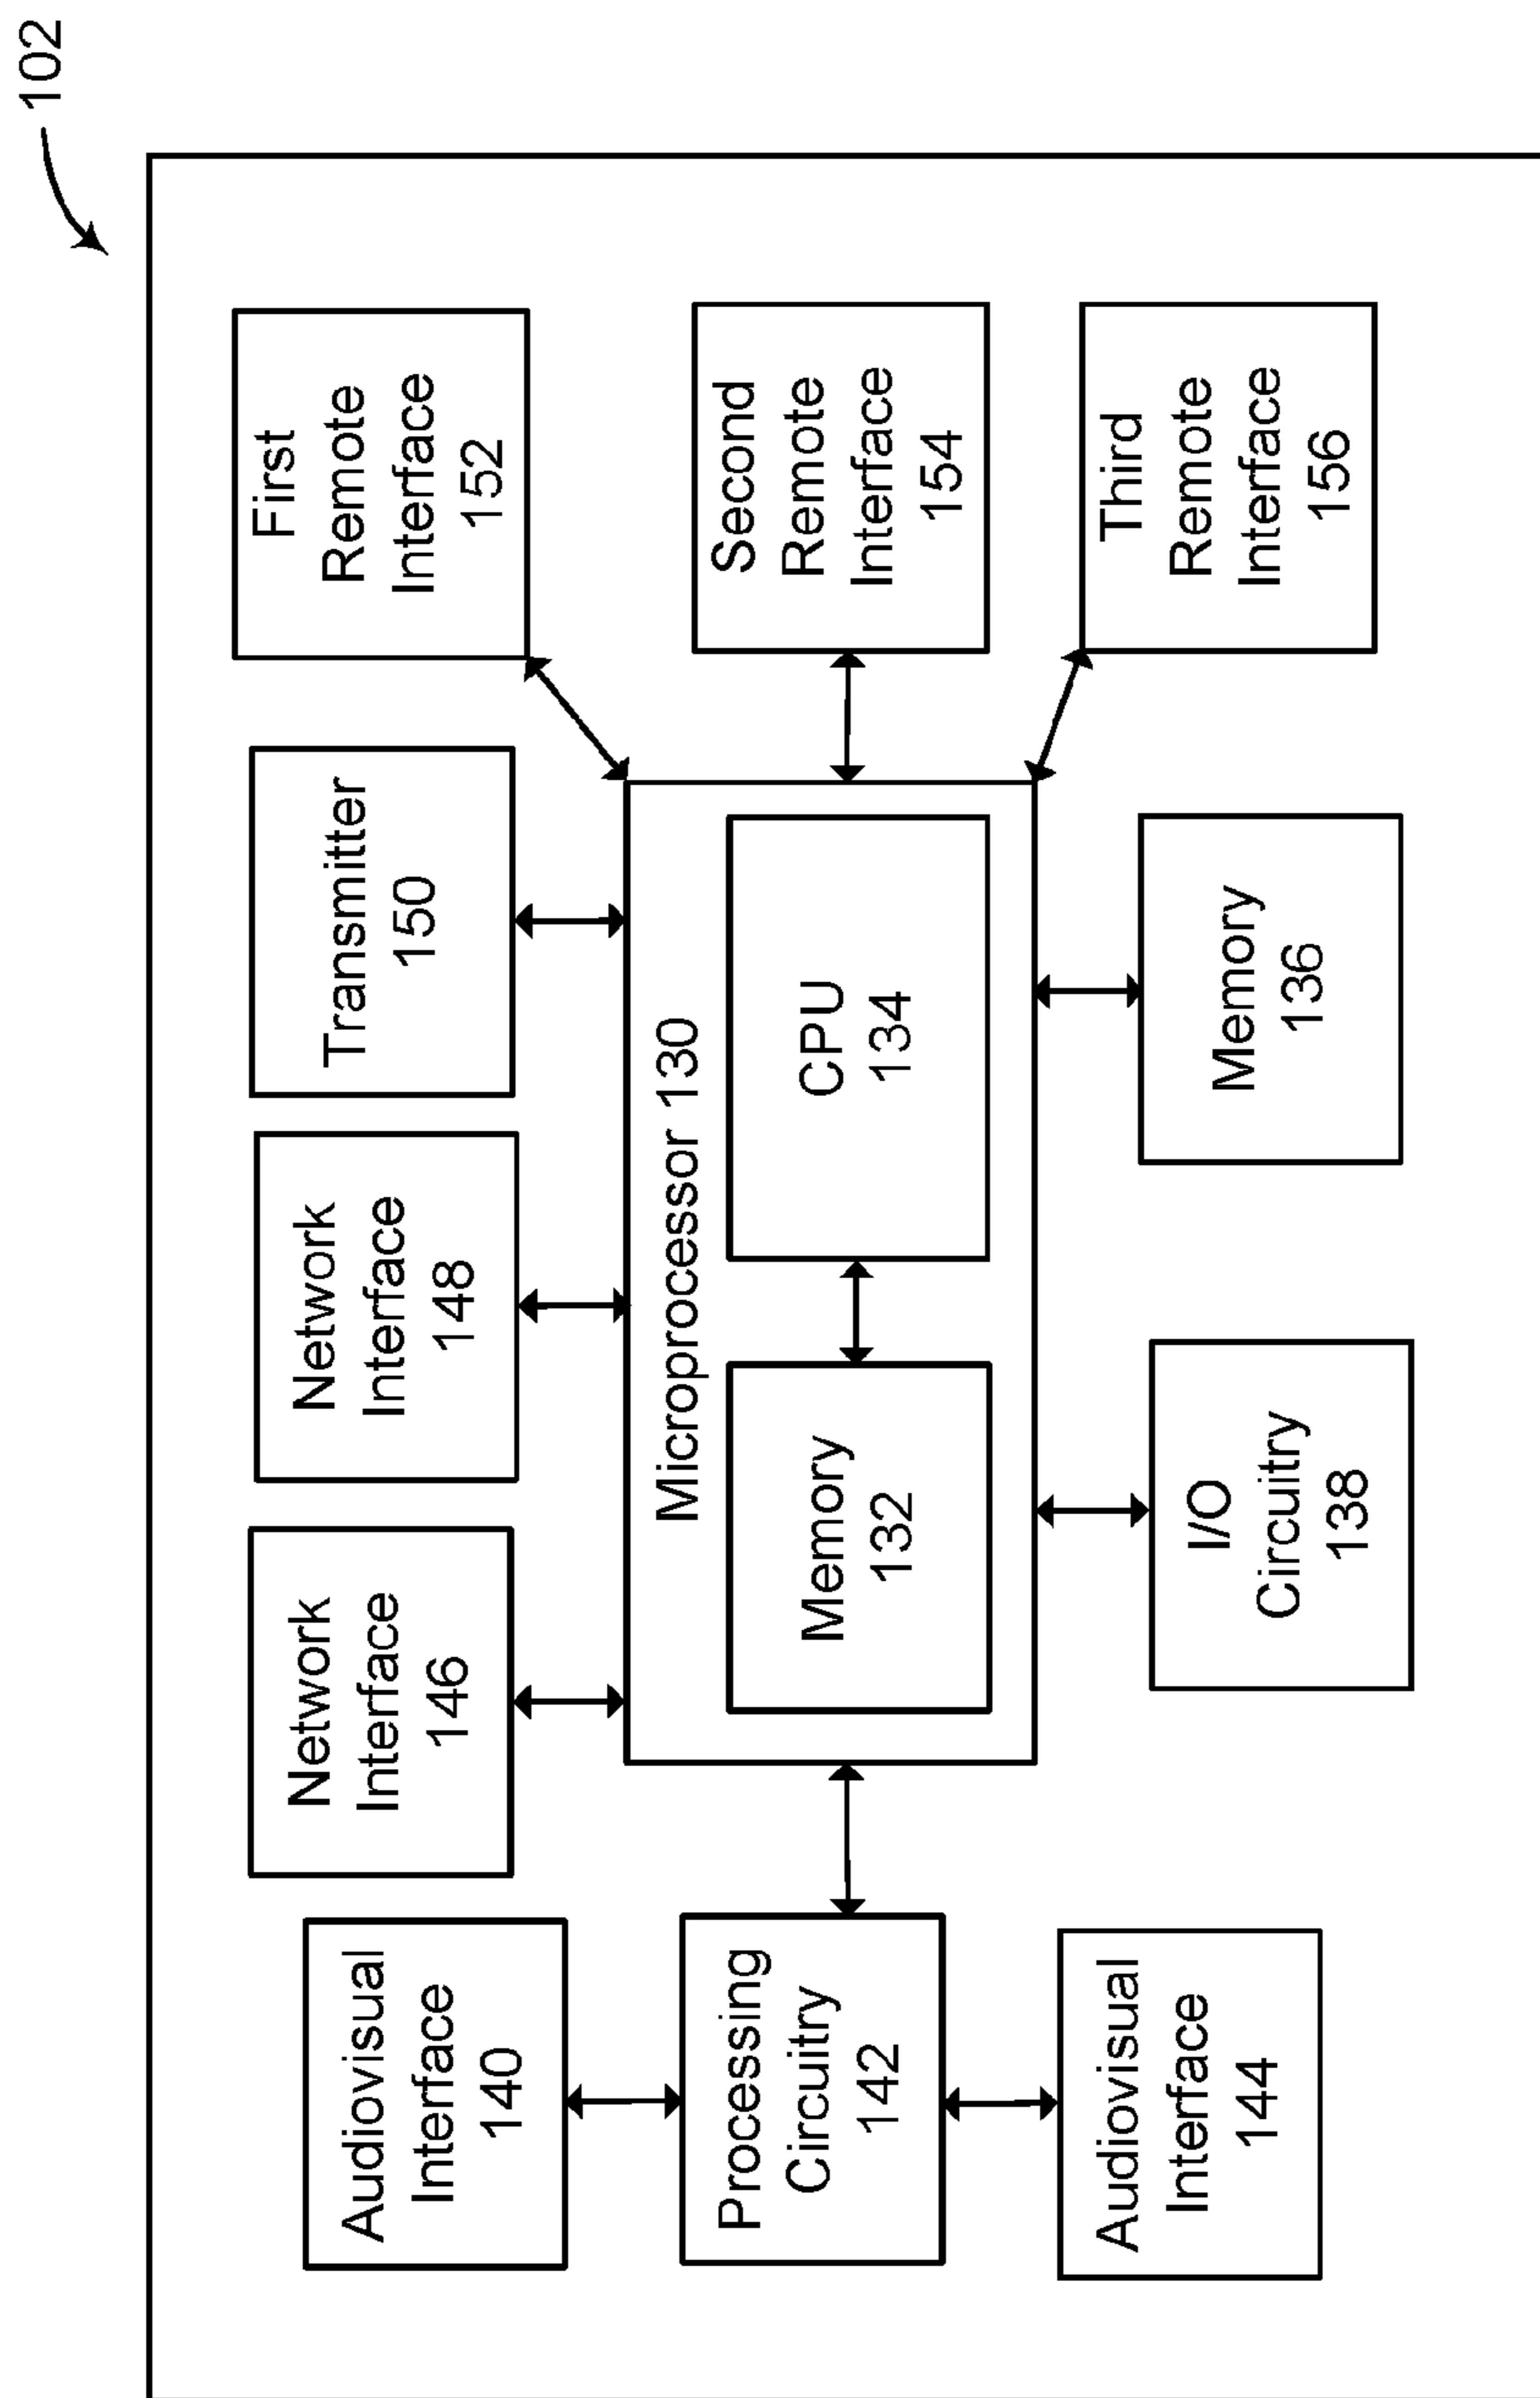 102
Audiovisual
Interface
140
Network
Interface
146
Network
Interface
148
Transmitter
150
First
Remote
Interface
152
Processing
Circuitry
142
Microprocessor 130
Memory
132
CPU
134
Second
Remote
Interface
154
Audiovisual
Interface
144
I/O
Circuitry
138
Memory
136
Third
Remote
Interface
156